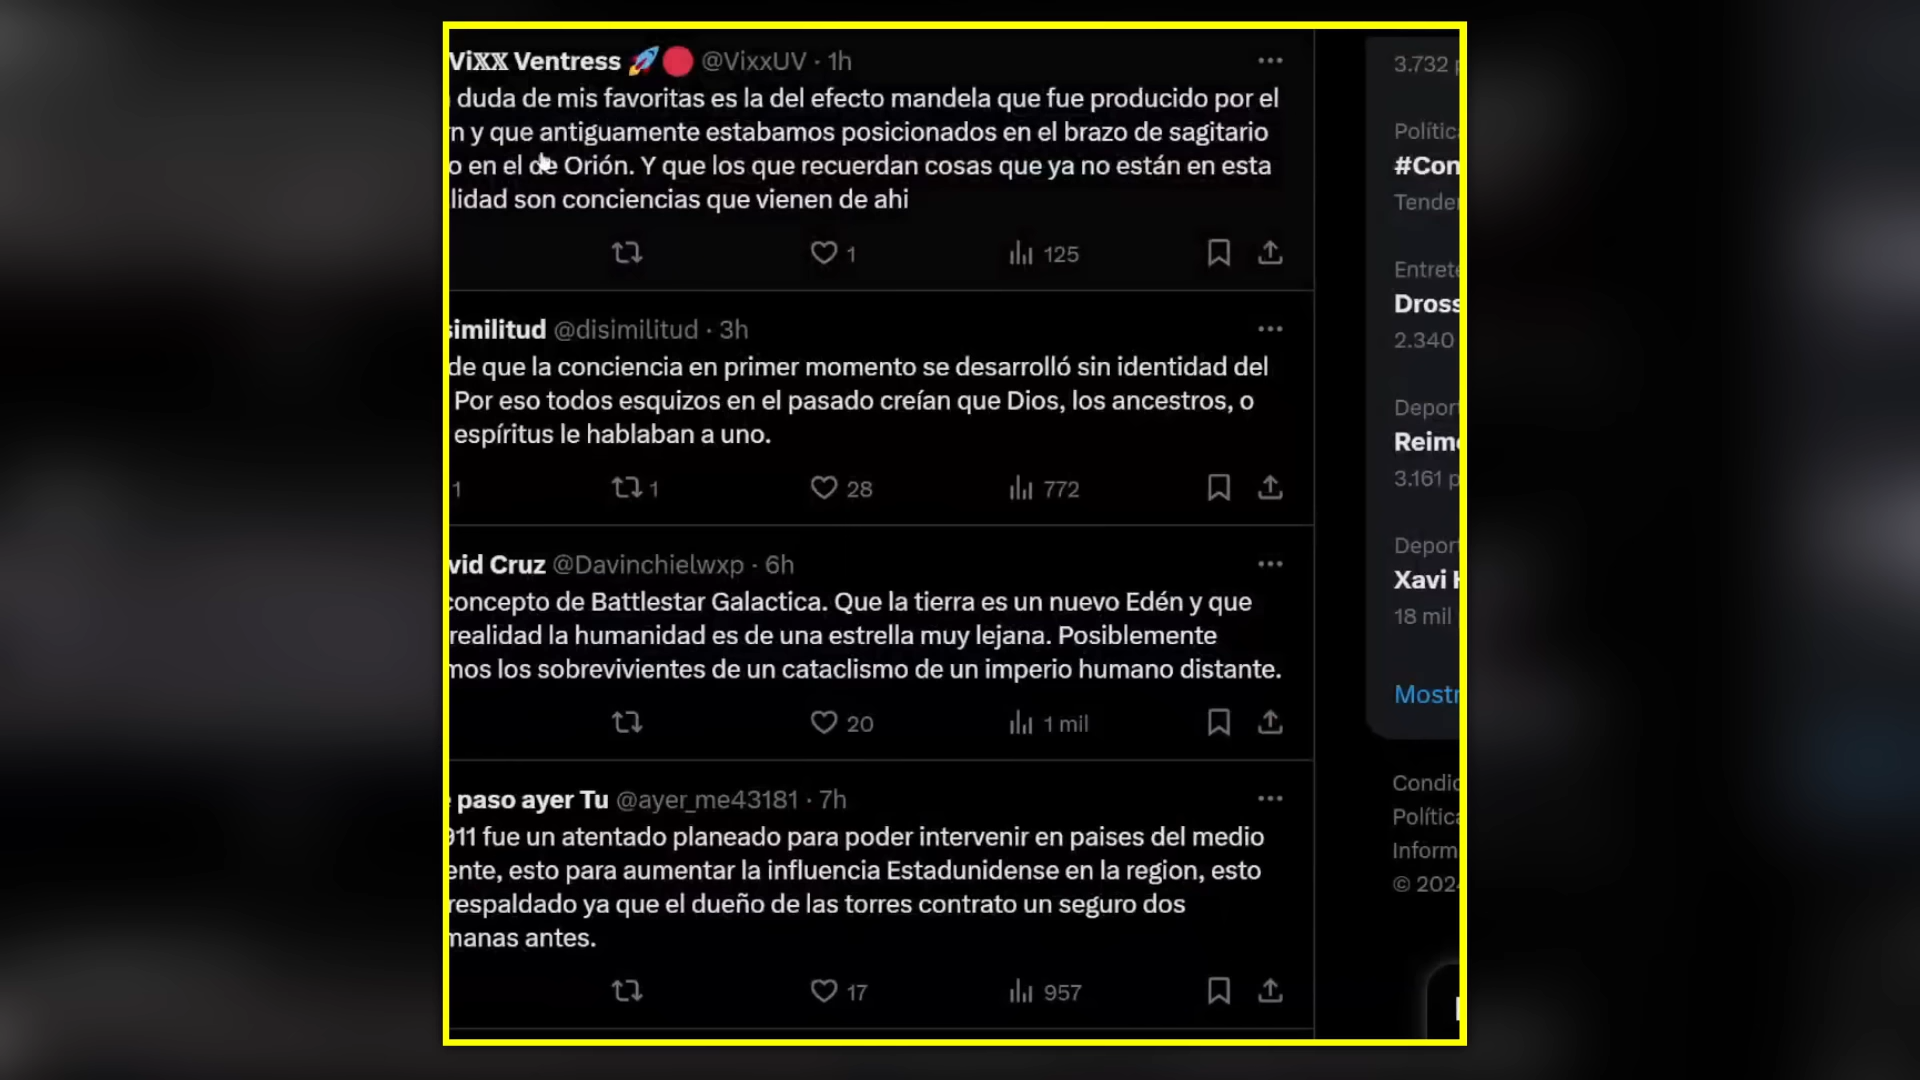 ViXX Ventress @VixxUV · 1h
duda de mis favoritas es la del efecto mandela que fue producido por el
n y que antiguamente estabamos posicionados en el brazo de sagitario
o en el de Orión. Y que los que recuerdan cosas que ya no están en esta
lidad son conciencias que vienen de ahi
1 125
similitud @disimilitud · 3h
de que la conciencia en primer momento se desarrolló sin identidad del
Por eso todos esquizos en el pasado creían que Dios, los ancestros, o
espíritus le hablaban a uno.
1 1 28 772
vid Cruz @Davinchielwxp · 6h
concepto de Battlestar Galactica. Que la tierra es un nuevo Edén y que
realidad la humanidad es de una estrella muy lejana. Posiblemente
mos los sobrevivientes de un cataclismo de un imperio humano distante.
20 1 mil
paso ayer Tu @ayer_me43181 · 7h
911 fue un atentado planeado para poder intervenir en paises del medio
ente, esto para aumentar la influencia Estadunidense en la region, esto
respaldado ya que el dueño de las torres contrato un seguro dos
manas antes.
17 957
3.732 p
Polític
#Con
Tender
Entrete
Dross
2.340
Deport
Reime
3.161 p
Deport
Xavi H
18 mil
Mostr
Condic
Polític
Inform
© 2024